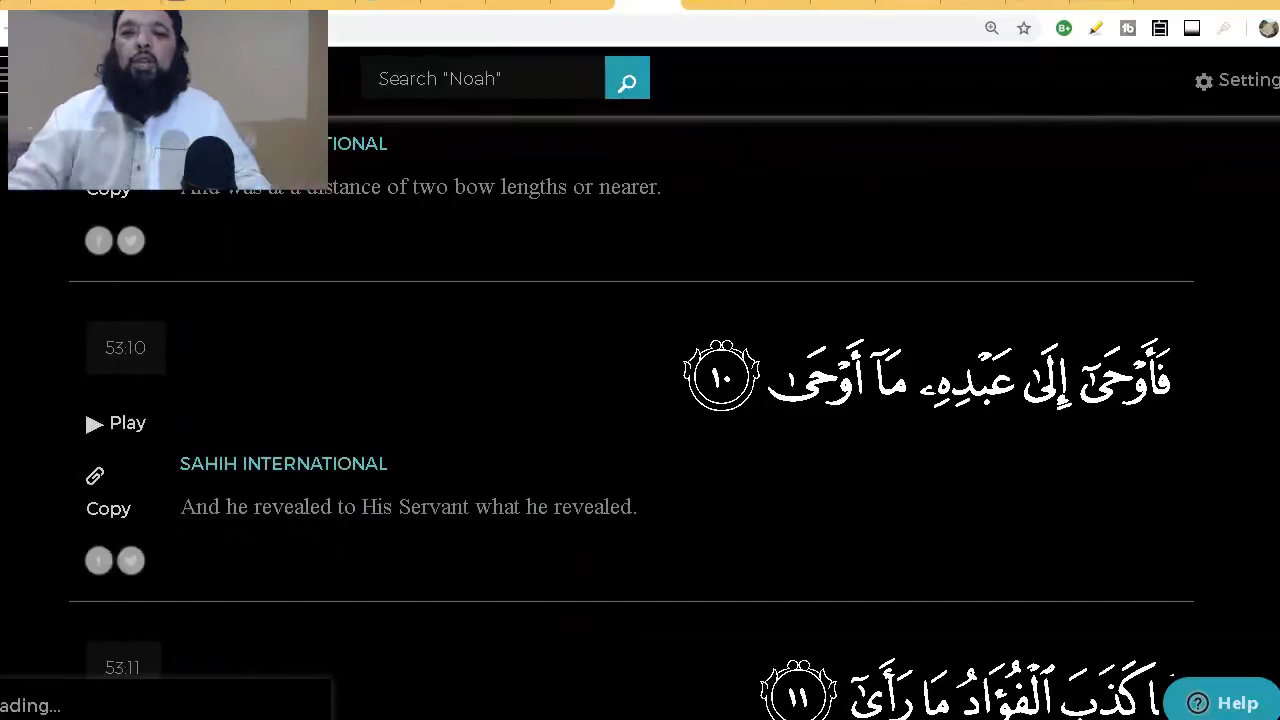 Search "Noah"
Setting
TIONAL
And was at a distance of two bow lengths or nearer.
Copy
53:10
فَأَوْحَىٰٓ إِلَىٰ عَبْدِهِۦ مَآ أَوْحَىٰ ١٠
Play
SAHIH INTERNATIONAL
Copy
And he revealed to His Servant what he revealed.
53:11
كَذَبَ ٱلْفُؤَادُ مَا رَأَىٰٓ ١١
ading...
Help